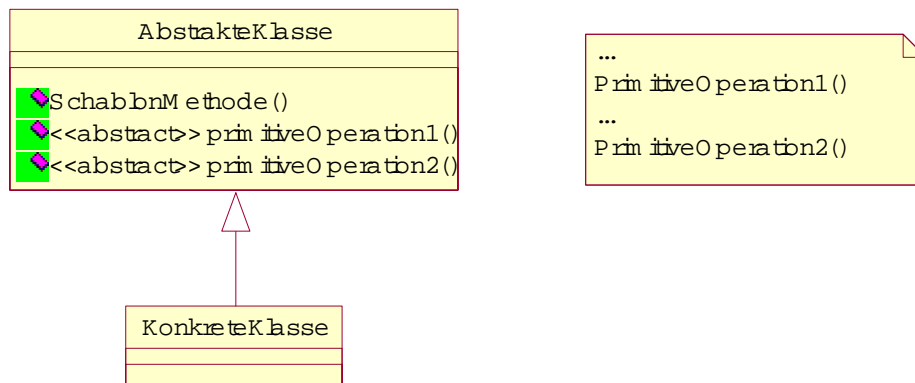 AbstrakteKlasse
SchablonMethode()
<<abstract>> primitiveOperation1()
<<abstract>> primitiveOperation2()
...
PrimitiveOperation1()
...
PrimitiveOperation2()
KonkreteKlasse